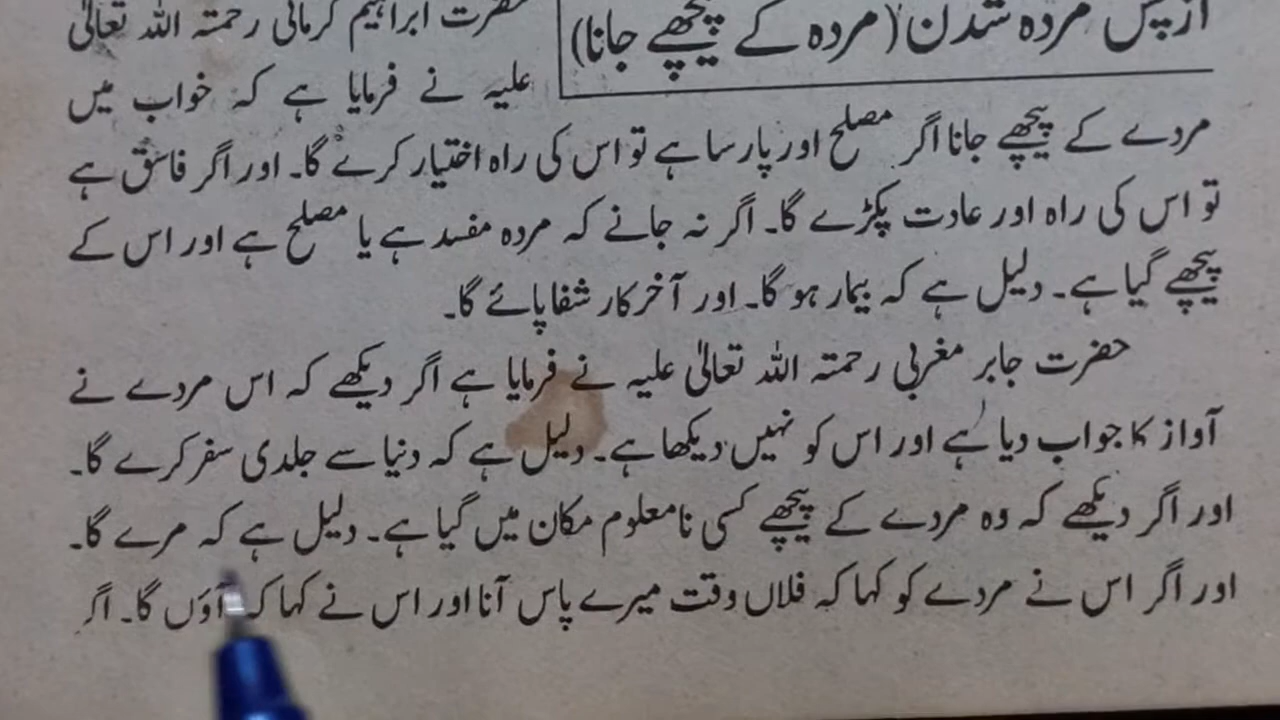 از پس مردہ شدن (مردہ کے پیچھے جانا)
حضرت ابراہیم کرمانی رحمتہ اللہ تعالیٰ
علیہ نے فرمایا ہے کہ خواب میں
مردے کے پیچھے جانا اگر مصلح اور پارسا ہے تو اس کی راہ اختیار کرے گا۔ اور اگر فاسق ہے
تو اس کی راہ اور عادت پکڑے گا۔ اگر نہ جانے کہ مردہ مفسد ہے یا مصلح ہے اور اس کے
پیچھے گیا ہے۔ دلیل ہے کہ بیمار ہو گا۔ اور آخر کار شفا پائے گا۔
حضرت جابر مغربی رحمتہ اللہ تعالیٰ علیہ نے فرمایا ہے اگر دیکھے کہ اس مردے نے
آواز کا جواب دیا ہے اور اس کو نہیں دیکھا ہے۔ دلیل ہے کہ دنیا سے جلدی سفر کرے گا۔
اور اگر دیکھے کہ وہ مردے کے پیچھے کسی نامعلوم مکان میں گیا ہے۔ دلیل ہے کہ مرے گا۔
اور اگر اس نے مردے کو کہا کہ فلاں وقت میرے پاس آنا اور اس نے کہا کہ آؤں گا۔ اگر